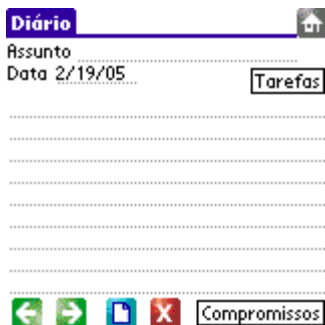 Diário
Assunto
Data 2/19/05
Tarefas
Compromissos